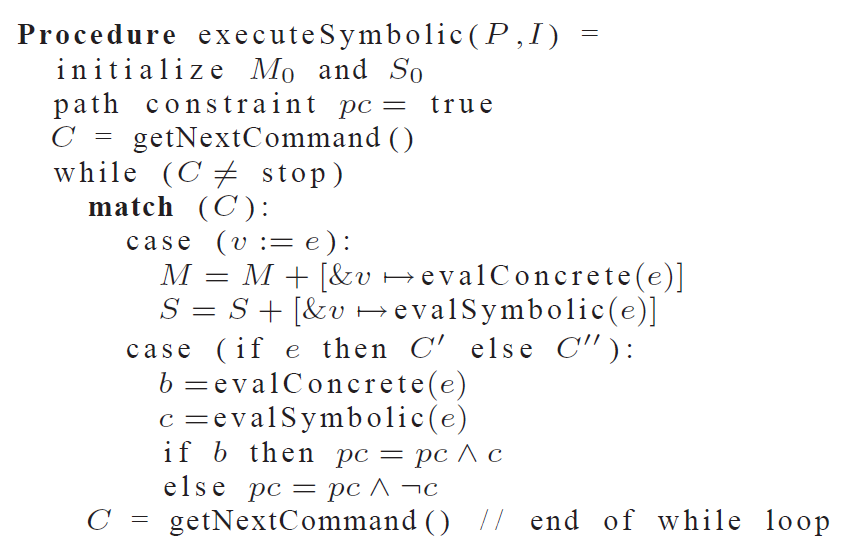 Procedure executeSymbolic(P,I) =
initialize M₀ and S₀
path constraint pc = true
C = getNextCommand()
while (C ≠ stop)
match (C):
case (v := e):
M = M + [&v ↦ evalConcrete(e)]
S = S + [&v ↦ evalSymbolic(e)]
case (if e then C′ else C″):
b =evalConcrete(e)
c =evalSymbolic(e)
if b then pc = pc ∧ c
else pc = pc ∧ ¬c
C = getNextCommand() // end of while loop